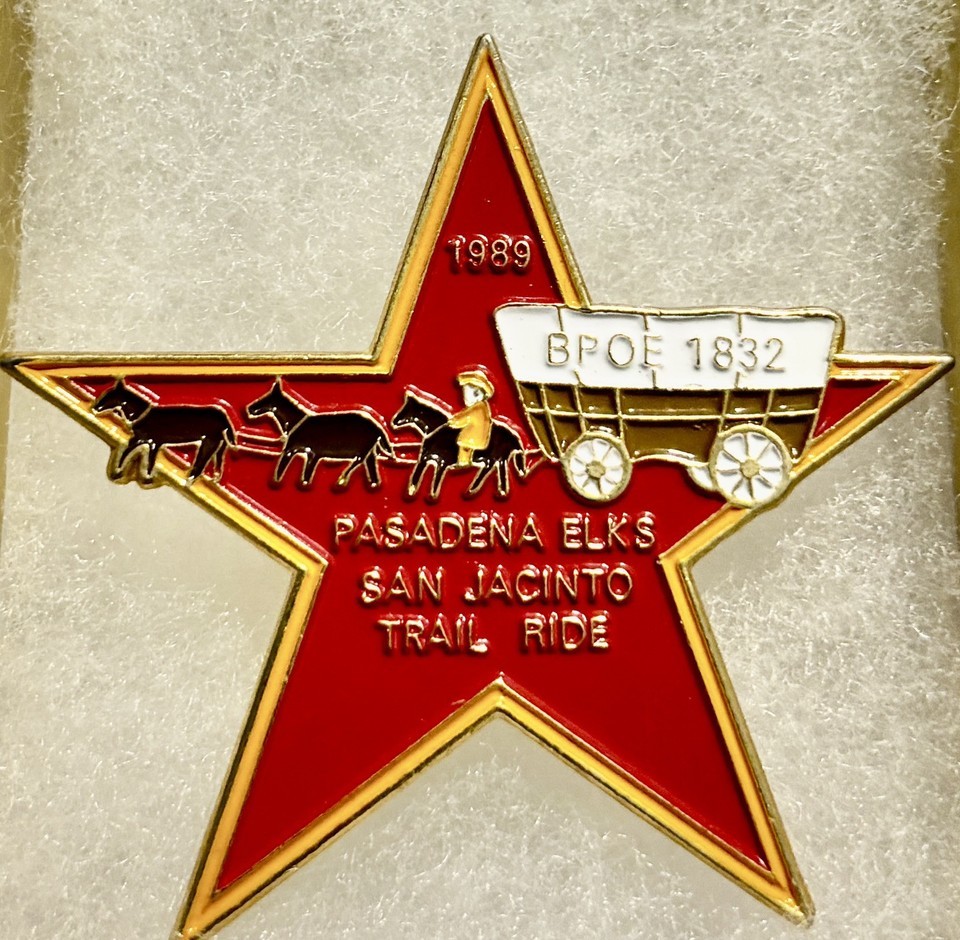 1989
BPOE 1832
PASADENA ELKS
SAN JACINTO
TRAIL RIDE